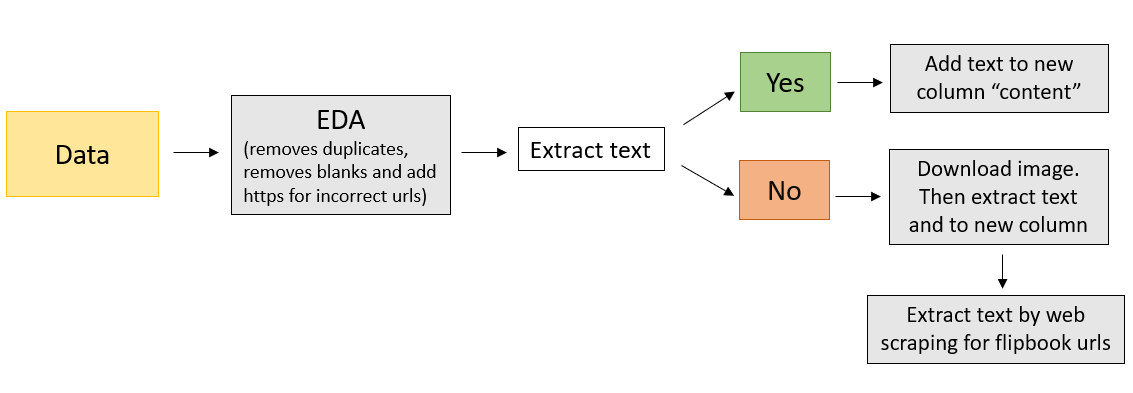 Data
EDA
(removes duplicates,
removes blanks and add
https for incorrect urls)
Extract text
Yes
Add text to new
column “content”
No
Download image.
Then extract text
and to new column
Extract text by web
scraping for flipbook urls